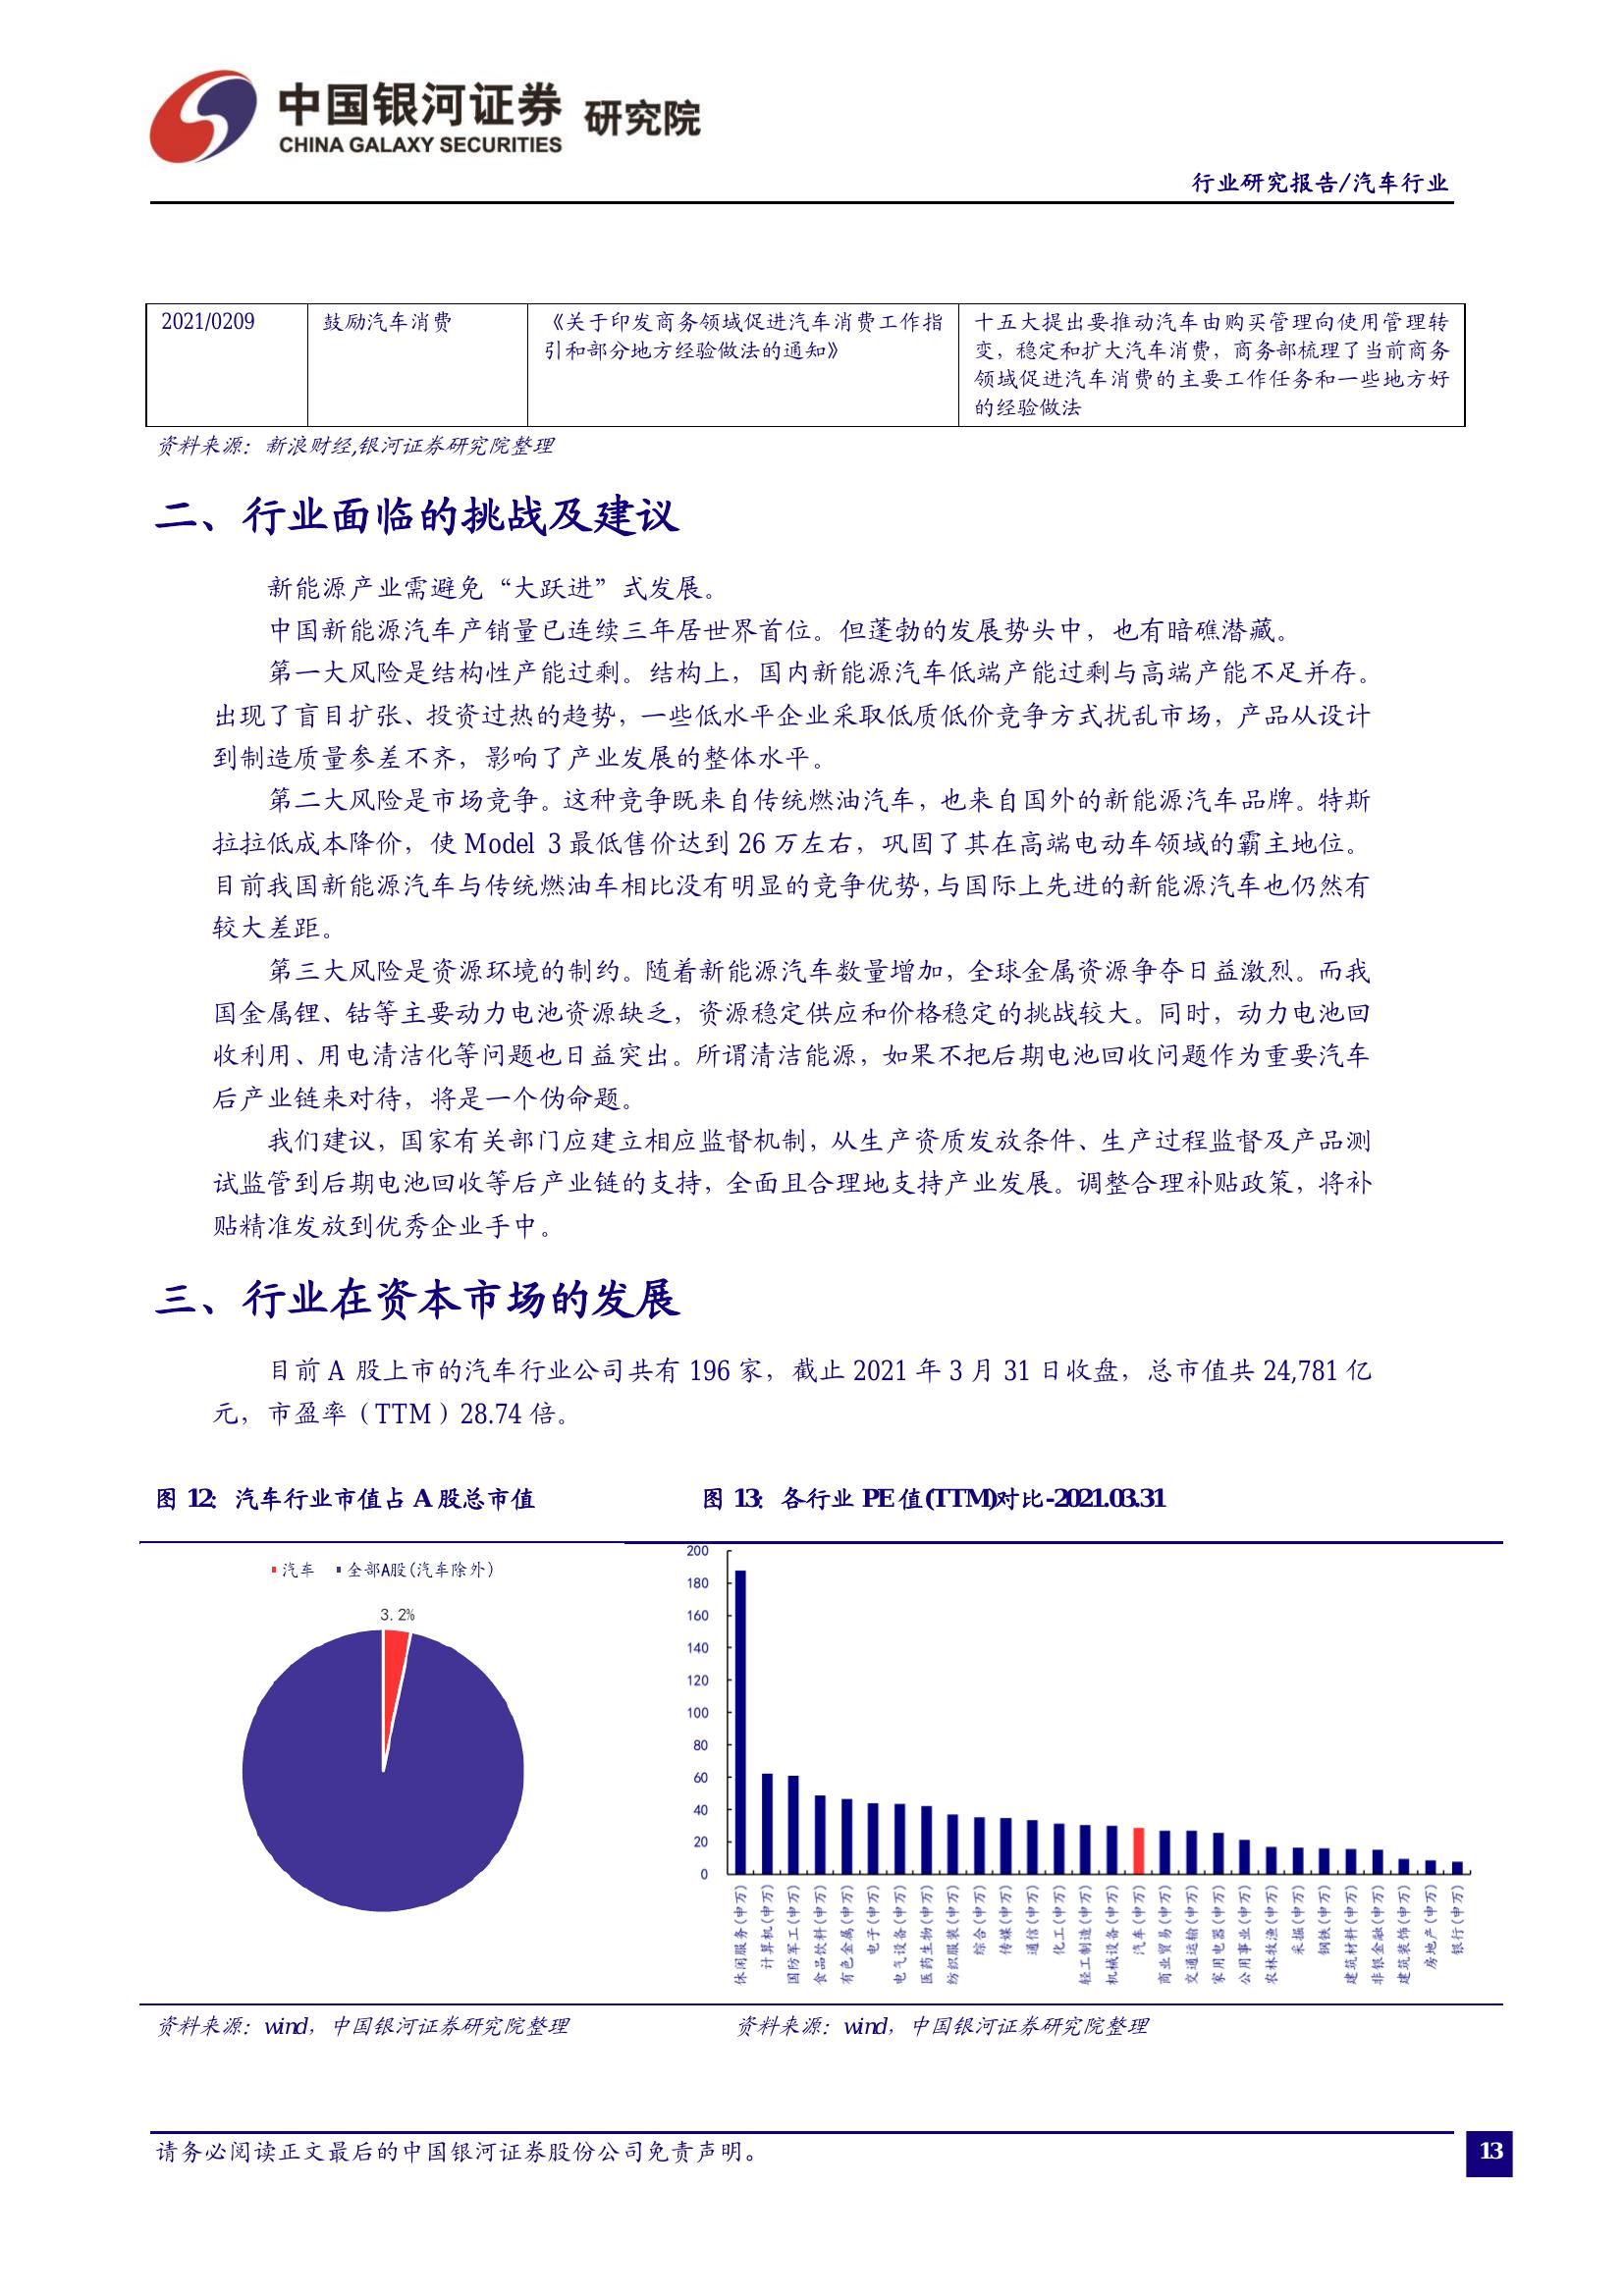 中国银河证券 研究院
CHINA GALAXY SECURITIES
行业研究报告/汽车行业
2021/0209
鼓励汽车消费
《关于印发商务领域促进汽车消费工作指
引和部分地方经验做法的通知》
十五大提出要推动汽车由购买管理向使用管理转
变，稳定和扩大汽车消费，商务部梳理了当前商务
领域促进汽车消费的主要工作任务和一些地方好
的经验做法
资料来源：新浪财经,银河证券研究院整理
二、行业面临的挑战及建议
新能源产业需避免“大跃进”式发展。
中国新能源汽车产销量已连续三年居世界首位。但蓬勃的发展势头中，也有暗礁潜藏。
第一大风险是结构性产能过剩。结构上，国内新能源汽车低端产能过剩与高端产能不足并存。
出现了盲目扩张、投资过热的趋势，一些低水平企业采取低质低价竞争方式扰乱市场，产品从设计
到制造质量参差不齐，影响了产业发展的整体水平。
第二大风险是市场竞争。这种竞争既来自传统燃油汽车，也来自国外的新能源汽车品牌。特斯
拉拉低成本降价，使 Model 3 最低售价达到 26 万左右，巩固了其在高端电动车领域的霸主地位。
目前我国新能源汽车与传统燃油车相比没有明显的竞争优势，与国际上先进的新能源汽车也仍然有
较大差距。
第三大风险是资源环境的制约。随着新能源汽车数量增加，全球金属资源争夺日益激烈。而我
国金属锂、钴等主要动力电池资源缺乏，资源稳定供应和价格稳定的挑战较大。同时，动力电池回
收利用、用电清洁化等问题也日益突出。所谓清洁能源，如果不把后期电池回收问题作为重要汽车
后产业链来对待，将是一个伪命题。
我们建议，国家有关部门应建立相应监督机制，从生产资质发放条件、生产过程监督及产品测
试监管到后期电池回收等后产业链的支持，全面且合理地支持产业发展。调整合理补贴政策，将补
贴精准发放到优秀企业手中。
三、行业在资本市场的发展
目前 A 股上市的汽车行业公司共有 196 家，截止 2021 年 3 月 31 日收盘，总市值共 24,781 亿
元，市盈率（TTM）28.74 倍。
图 12：汽车行业市值占 A 股总市值
汽车 全部A股(汽车除外)
3.2%
图 13：各行业 PE 值(TTM)对比-2021.03.31
200
180
160
140
120
100
80
60
40
20
0
休闲服务(申万)
计算机(申万)
国防军工(申万)
食品饮料(申万)
有色金属(申万)
电子(申万)
电气设备(申万)
医药生物(申万)
纺织服装(申万)
综合(申万)
传媒(申万)
通信(申万)
化工(申万)
轻工制造(申万)
机械设备(申万)
汽车(申万)
商业贸易(申万)
交通运输(申万)
家用电器(申万)
公用事业(申万)
农林牧渔(申万)
采掘(申万)
钢铁(申万)
建筑材料(申万)
非银金融(申万)
建筑装饰(申万)
房地产(申万)
银行(申万)
资料来源：wind，中国银河证券研究院整理
资料来源：wind，中国银河证券研究院整理
请务必阅读正文最后的中国银河证券股份公司免责声明。
13